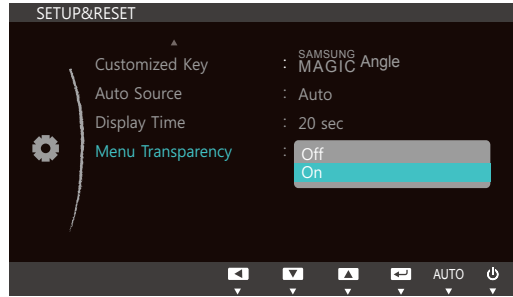 SETUP&RESET
Customized Key : SAMSUNG MAGIC Angle
Auto Source : Auto
Display Time : 20 sec
Menu Transparency : Off
On
AUTO